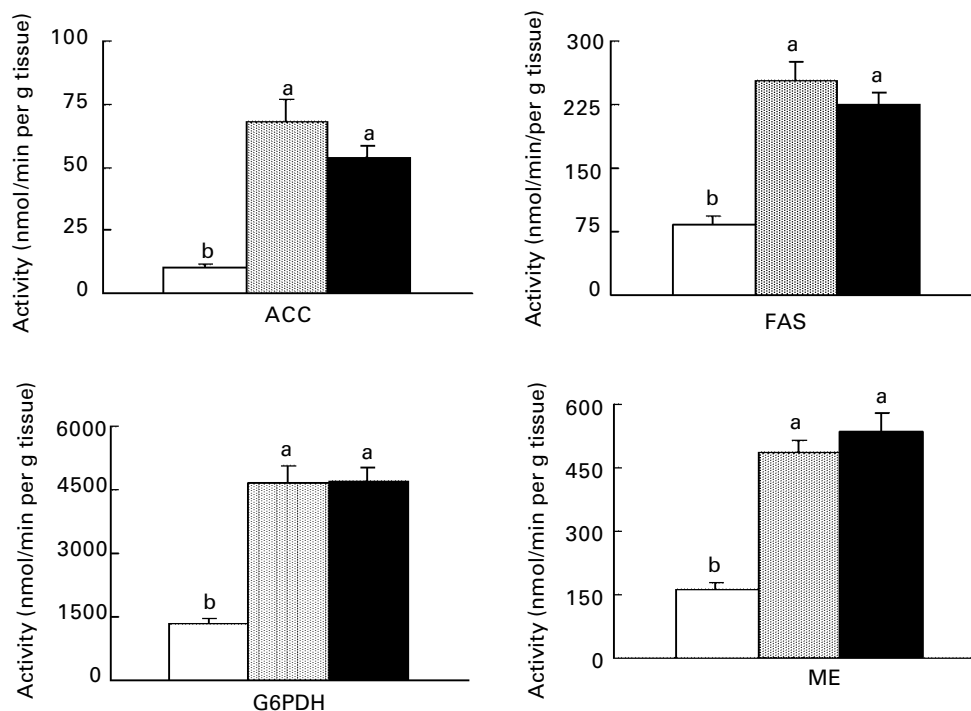 Activity (nmol/min per g tissue)
100
75
50
25
0
b
a
a
ACC
Activity (nmol/min/per g tissue)
300
225
150
75
0
b
a
a
FAS
Activity (nmol/min per g tissue)
6000
4500
3000
1500
0
b
a
a
G6PDH
Activity (nmol/min per g tissue)
600
450
300
150
0
b
a
a
ME